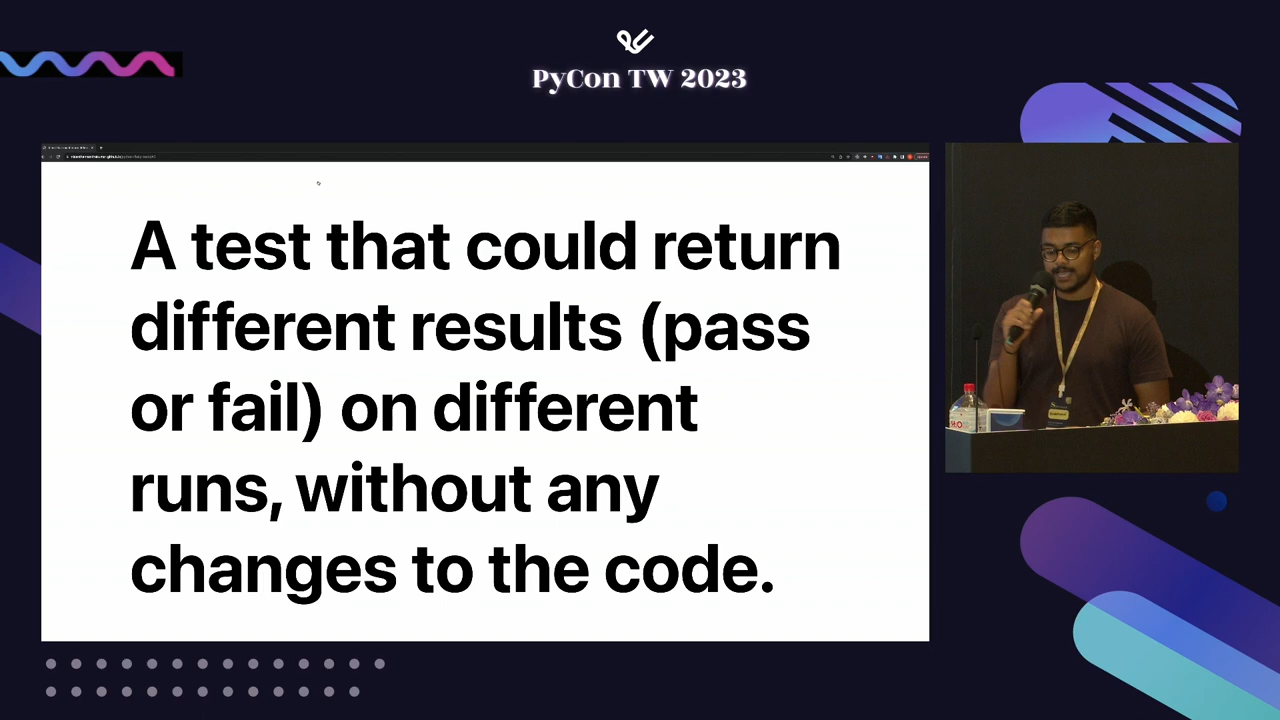 PyCon TW 2023
A test that could return
different results (pass
or fail) on different
runs, without any
changes to the code.